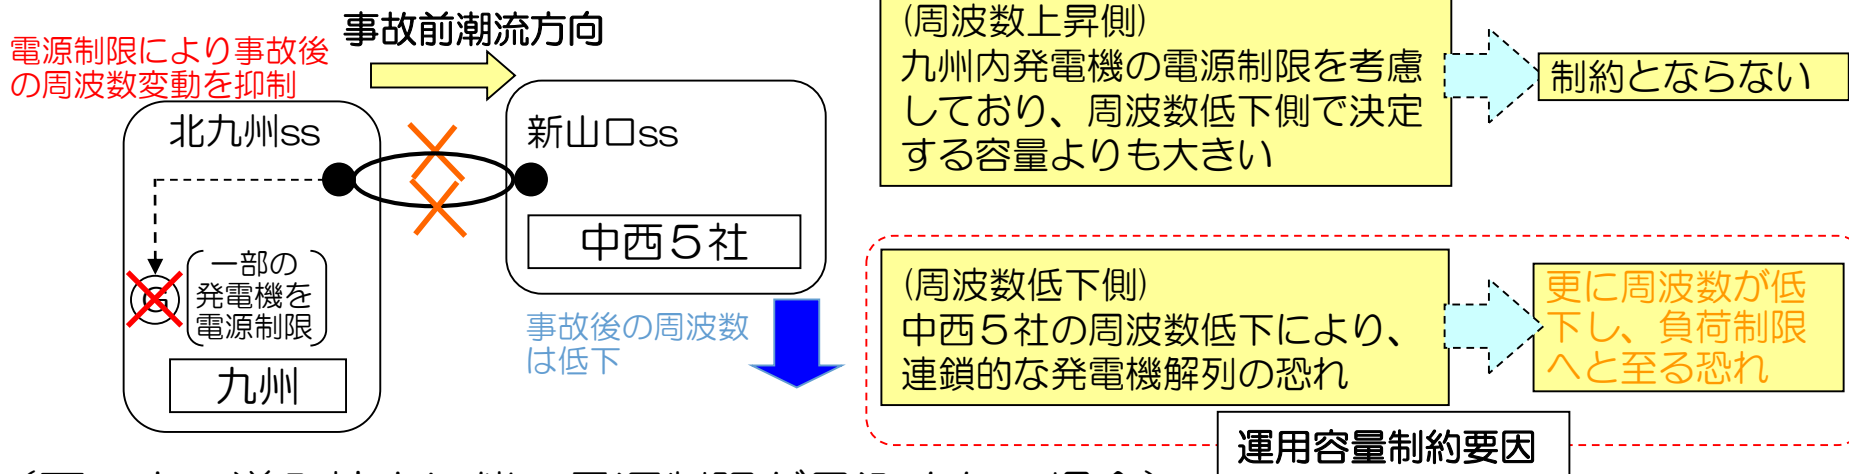 事故前潮流方向
電源制限により事故後
の周波数変動を抑制
北九州ss
新山口ss
中西５社
G
一部の
発電機を
電源制限
九州
事故後の周波数
は低下
(周波数上昇側)
九州内発電機の電源制限を考慮
しており、周波数低下側で決定
する容量よりも大きい
制約とならない
(周波数低下側)
中西５社の周波数低下により、
連鎖的な発電機解列の恐れ
更に周波数が低
下し、負荷制限
へと至る恐れ
運用容量制約要因